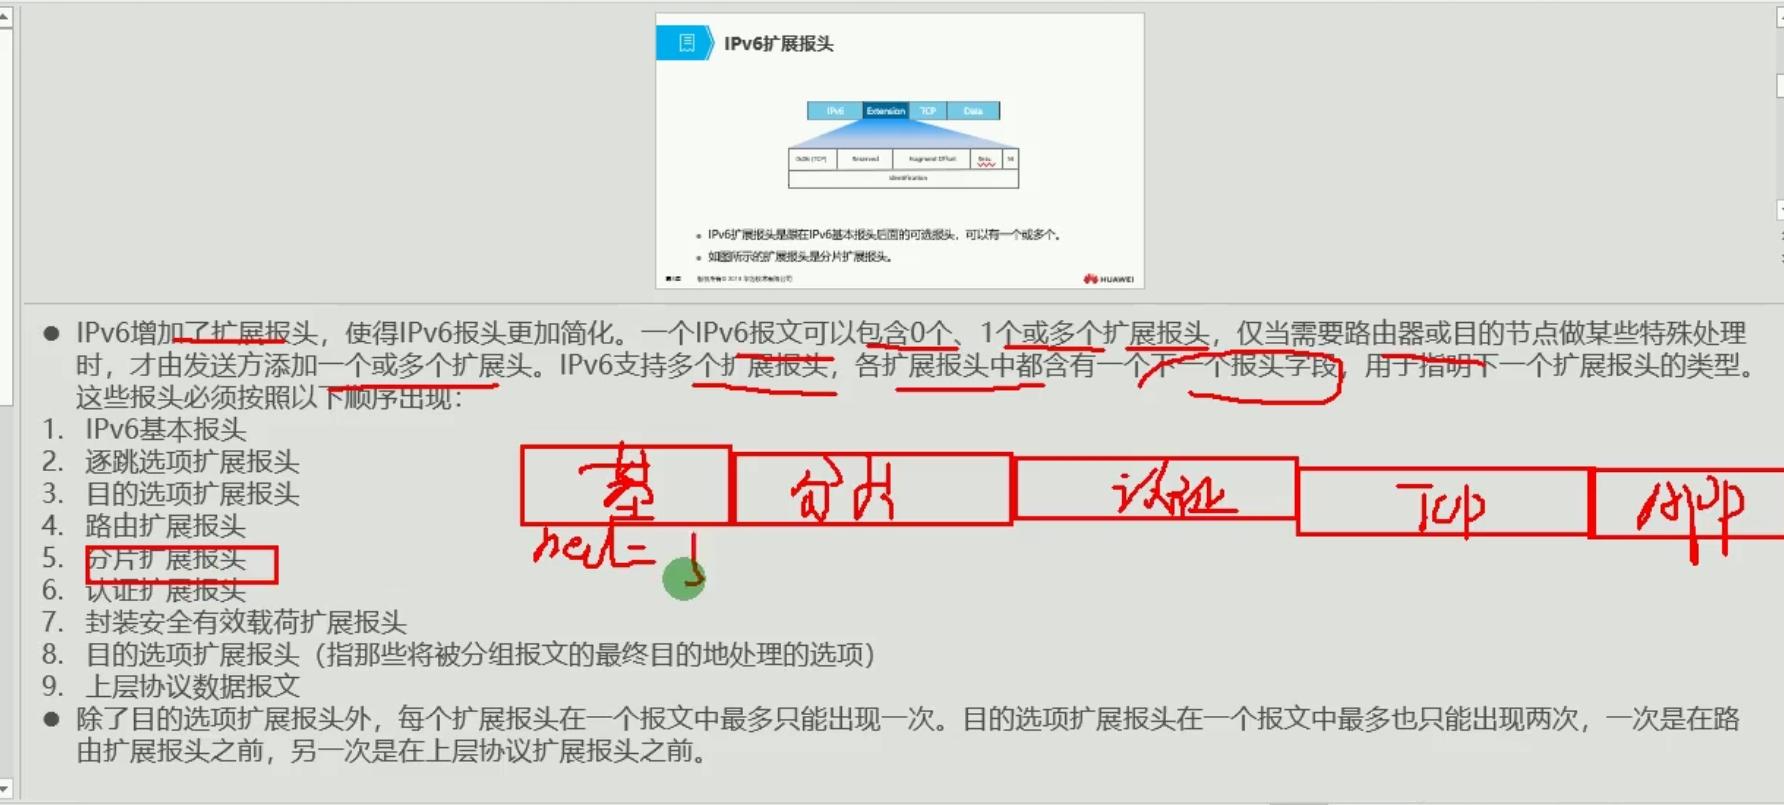 IPv6扩展报头
IPv6 Extension TCP Data
0x06 (TCP) Reserved Fragment Offset Resv. M
Identification
IPv6扩展报头是跟在IPv6基本报头后面的可选报头，可以有一个或多个。
如图所示的扩展报头是分片扩展报头。
HUAWEI
● IPv6增加了扩展报头，使得IPv6报头更加简化。一个IPv6报文可以包含0个、1个或多个扩展报头，仅当需要路由器或目的节点做某些特殊处理
时，才由发送方添加一个或多个扩展头。IPv6支持多个扩展报头，各扩展报头中都含有一个下一个报头字段，用于指明下一个扩展报头的类型。
这些报头必须按照以下顺序出现：
1. IPv6基本报头
2. 逐跳选项扩展报头
3. 目的选项扩展报头
4. 路由扩展报头
5. 分片扩展报头
6. 认证扩展报头
7. 封装安全有效载荷扩展报头
8. 目的选项扩展报头（指那些将被分组报文的最终目的地处理的选项）
9. 上层协议数据报文
基 分片 认证 TCP APP
● 除了目的选项扩展报头外，每个扩展报头在一个报文中最多只能出现一次。目的选项扩展报头在一个报文中最多也只能出现两次，一次是在路
由扩展报头之前，另一次是在上层协议扩展报头之前。